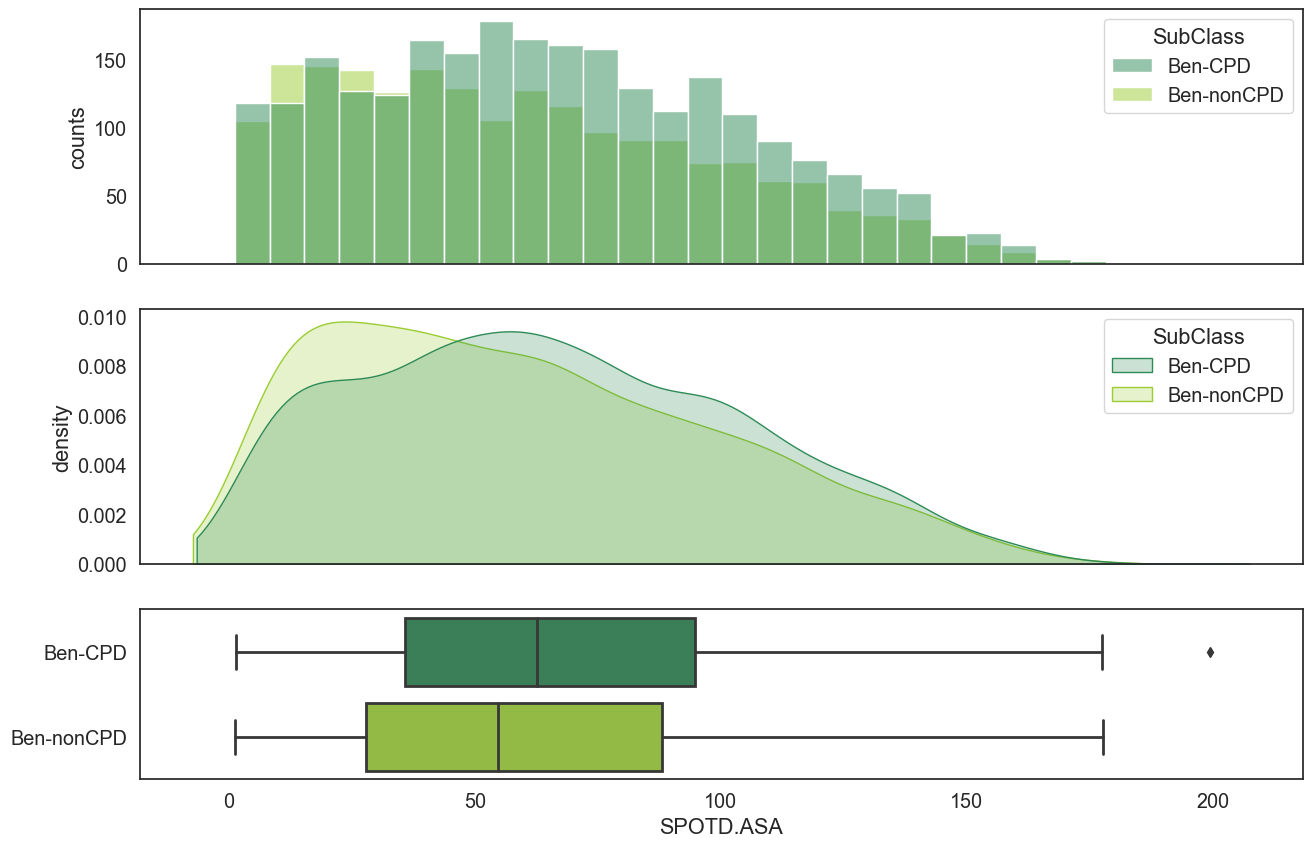 SubClass
Ben-CPD
Ben-nonCPD
counts
150
100
50
0
SubClass
Ben-CPD
Ben-nonCPD
density
0.010
0.008
0.006
0.004
0.002
0.000
Ben-CPD
Ben-nonCPD
0 50 100 150 200
SPOTD.ASA